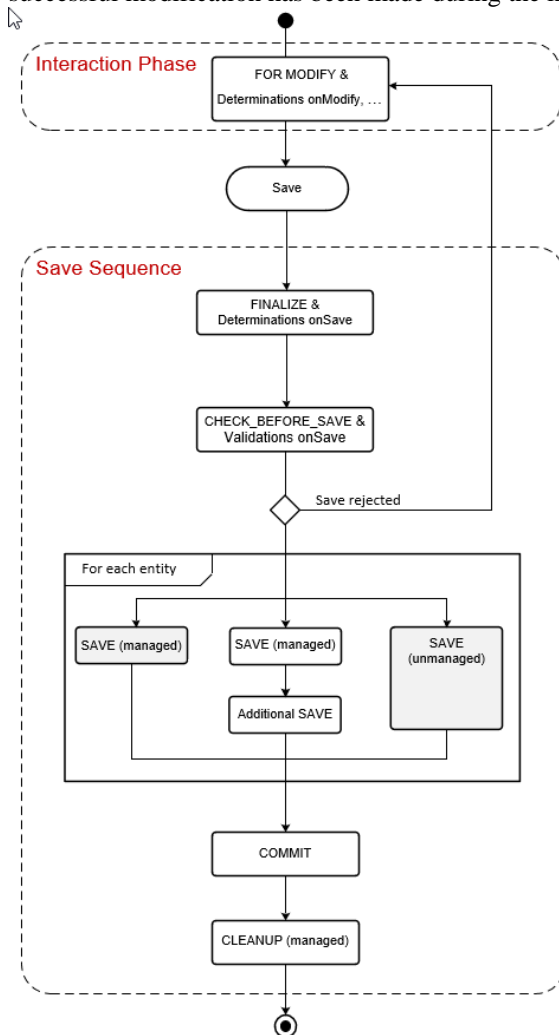 successful modification has been made during the
Interaction Phase
FOR MODIFY &
Determinations onModify, ...
Save
Save Sequence
FINALIZE &
Determinations onSave
CHECK_BEFORE_SAVE &
Validations onSave
Save rejected
For each entity
SAVE (managed)
SAVE (managed)
SAVE
(unmanaged)
Additional SAVE
COMMIT
CLEANUP (managed)